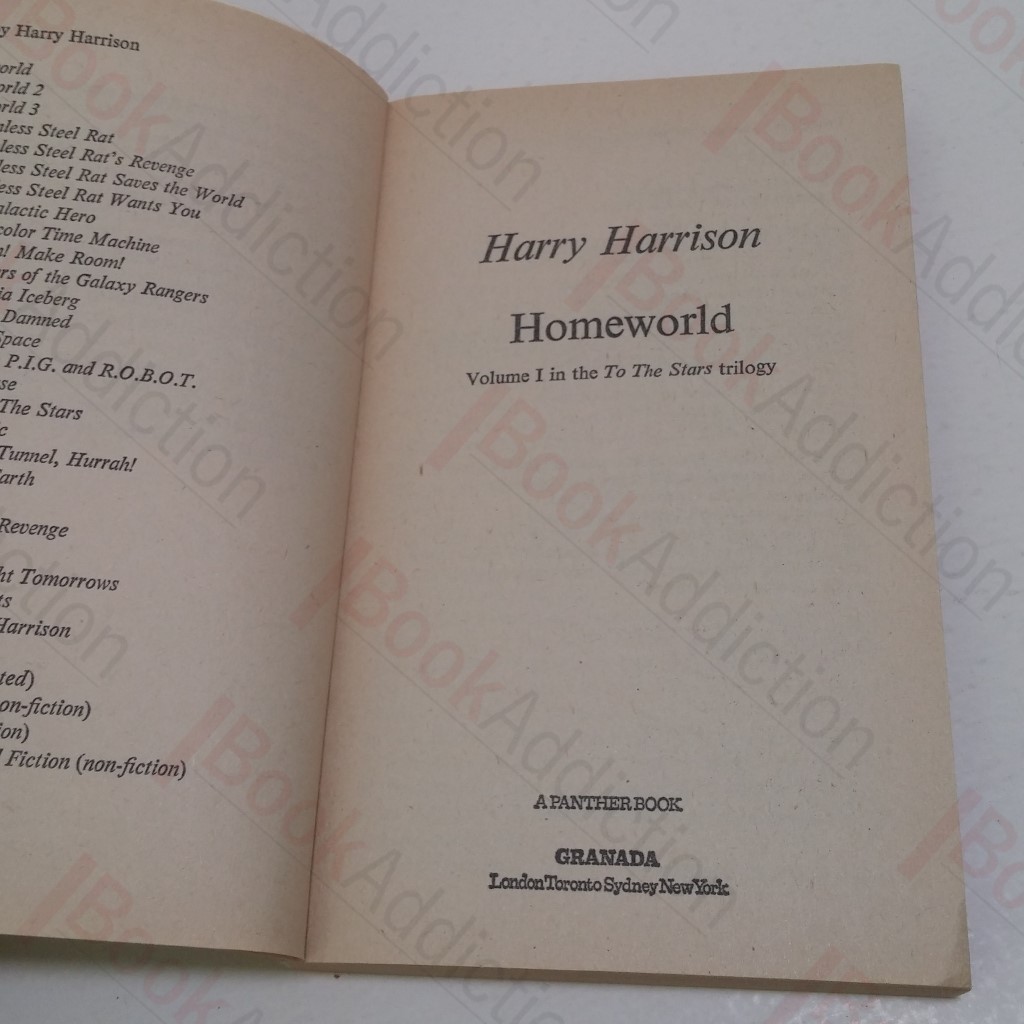 y Harry Harrison
orld
orld 2
rld 3
nless Steel Rat
less Steel Rat's Revenge
less Steel Rat Saves the World
ess Steel Rat Wants You
alactic Hero
color Time Machine
n! Make Room!
rs of the Galaxy Rangers
ia Iceberg
Damned
Space
P.I.G. and R.O.B.O.T.
se
The Stars
c
Tunnel, Hurrah!
arth
Revenge
ht Tomorrows
ts
Harrison
ted)
on-fiction)
ion)
l Fiction (non-fiction)
Harry Harrison
Homeworld
Volume I in the To The Stars trilogy
A PANTHER BOOK
GRANADA
London Toronto Sydney New York
BookAddiction